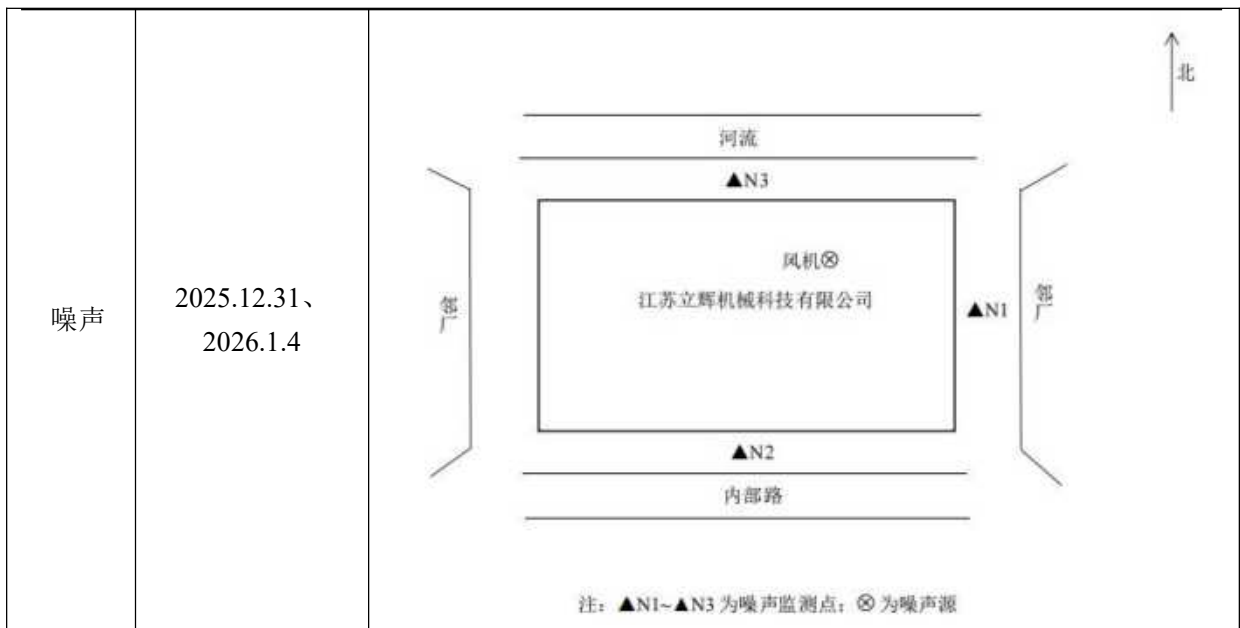 噪声
2025.12.31、
2026.1.4
北
河流
▲N3
风机⊗
江苏立辉机械科技有限公司
邻厂
▲N1
邻厂
▲N2
内部路
注：▲N1~▲N3 为噪声监测点；⊗ 为噪声源